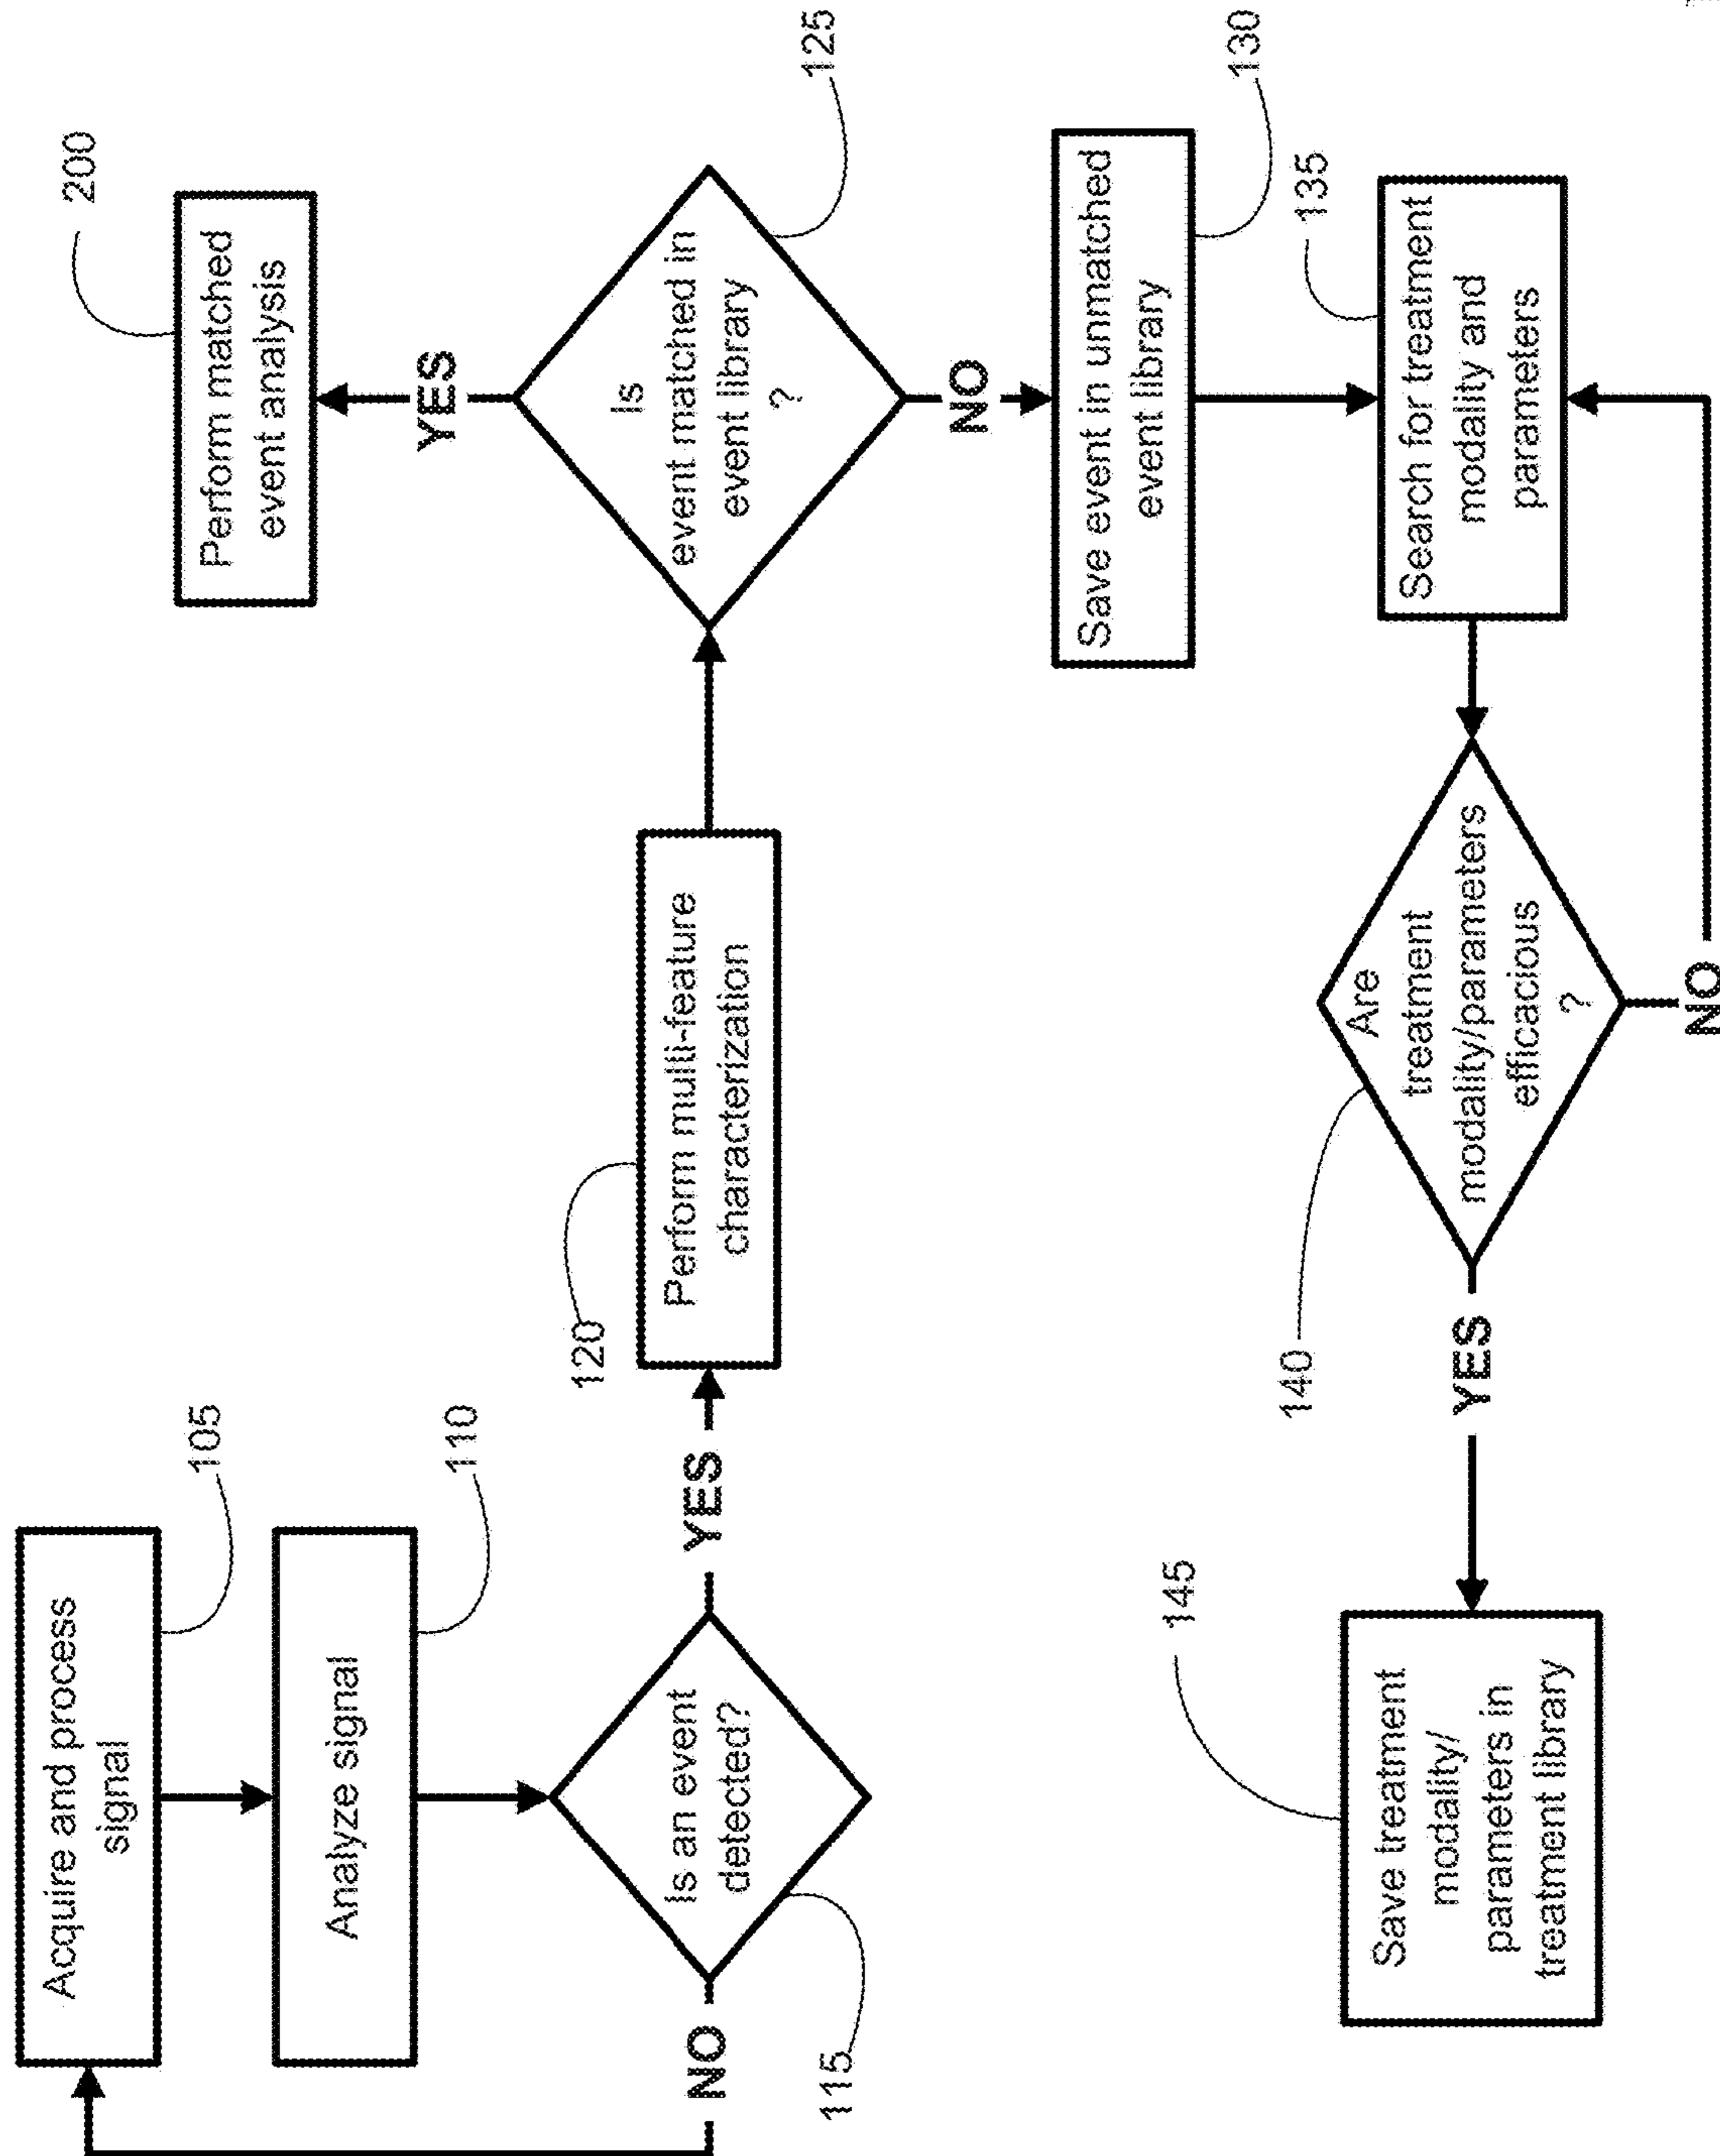 Acquire and process
signal
105
Analyze signal
110
Is an event
detected?
115
NO
YES
120
Perform multi-feature
characterization
Is
event matched in
event library
?
125
YES
Perform matched
event analysis
200
NO
Save event in unmatched
event library
130
Search for treatment
modality and
parameters
135
Are
treatment
modality/parameters
efficacious
?
140
NO
YES
Save treatment
modality/
parameters in
treatment library
145